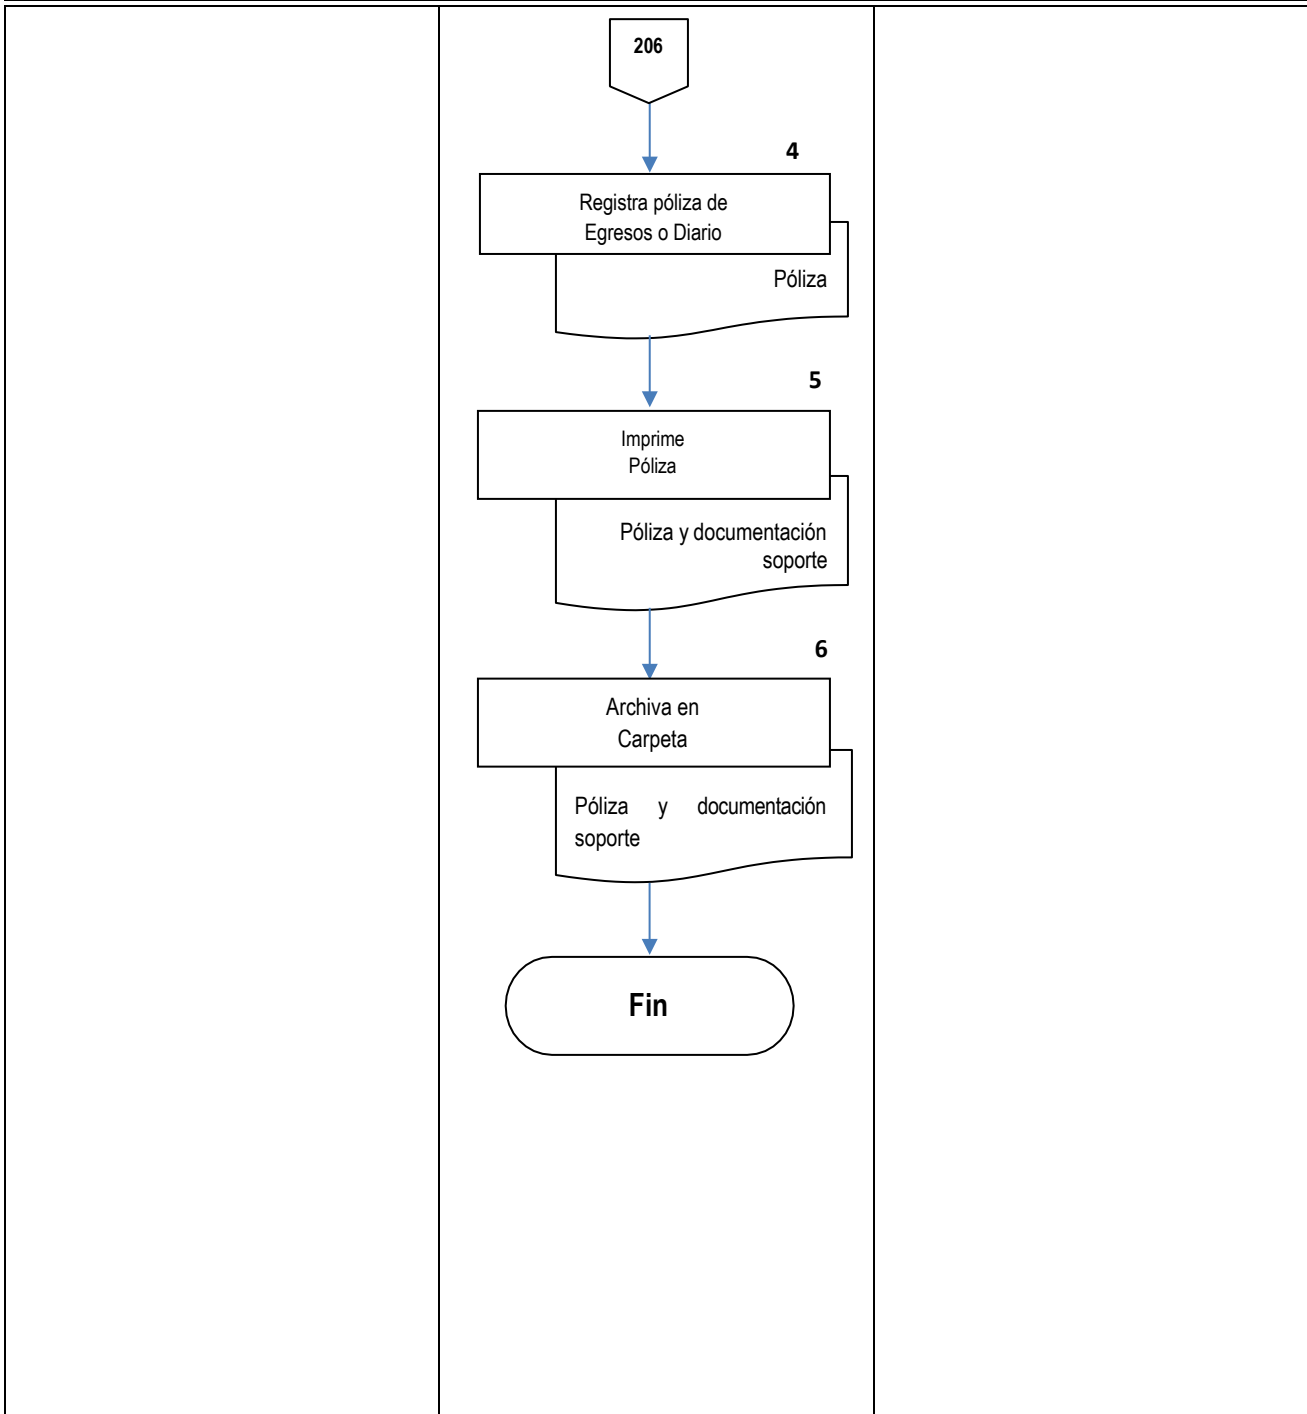 206
4
Registra póliza de
Egresos o Diario
Póliza
5
Imprime
Póliza
Póliza y documentación
soporte
6
Archiva en
Carpeta
Póliza y documentación
soporte
Fin